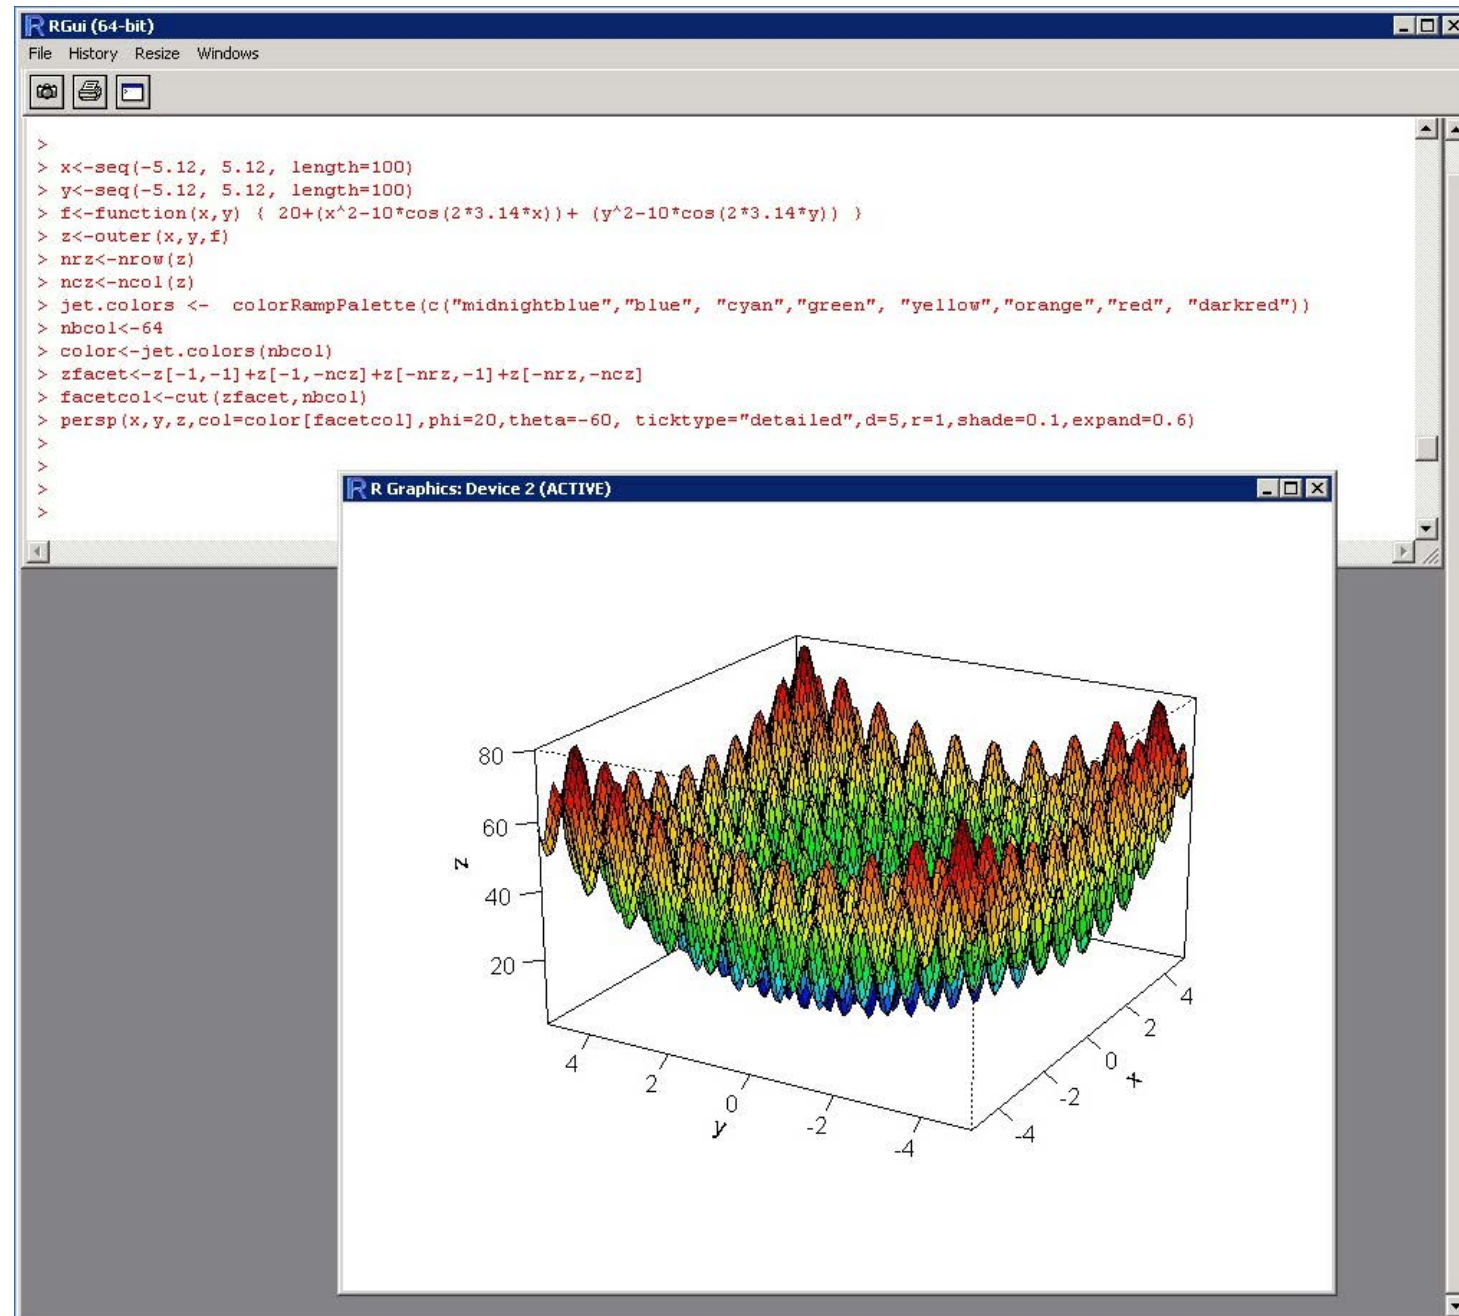 RGui (64-bit)
File History Resize Windows
>
> x<-seq(-5.12, 5.12, length=100)
> y<-seq(-5.12, 5.12, length=100)
> f<-function(x,y) { 20+(x^2-10*cos(2*3.14*x))+ (y^2-10*cos(2*3.14*y)) }
> z<-outer(x,y,f)
> nrz<-nrow(z)
> ncz<-ncol(z)
> jet.colors <-  colorRampPalette(c("midnightblue","blue", "cyan","green", "yellow","orange","red", "darkred"))
> nbcol<-64
> color<-jet.colors(nbcol)
> zfacet<-z[-1,-1]+z[-1,-ncz]+z[-nrz,-1]+z[-nrz,-ncz]
> facetcol<-cut(zfacet,nbcol)
> persp(x,y,z,col=color[facetcol],phi=20,theta=-60, ticktype="detailed",d=5,r=1,shade=0.1,expand=0.6)
>
>
>
>
R Graphics: Device 2 (ACTIVE)
80
60
z
40
20
4
2
0
-2
-4
y
-4
-2
0
2
4
x